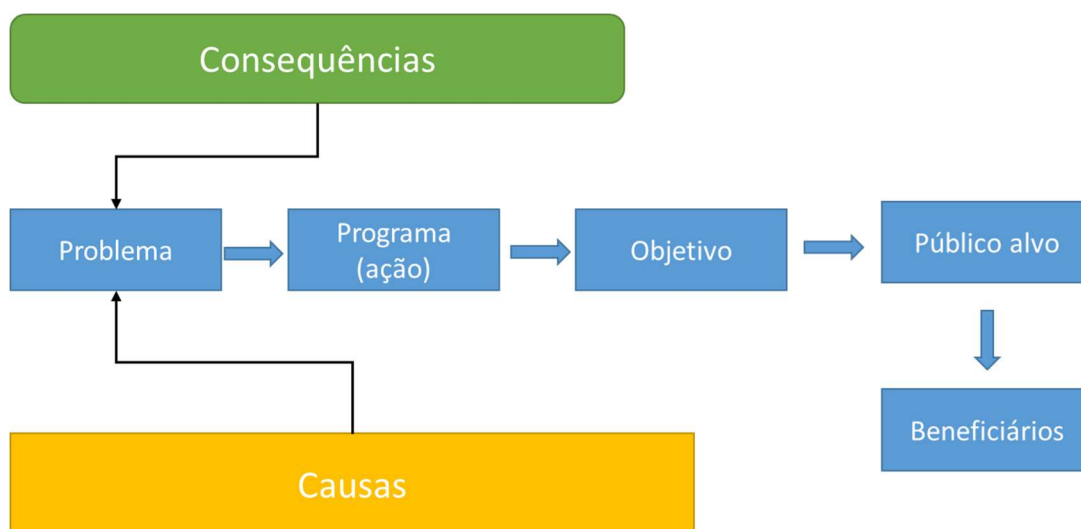 Consequências
Problema
Programa
(ação)
Objetivo
Público alvo
Beneficiários
Causas